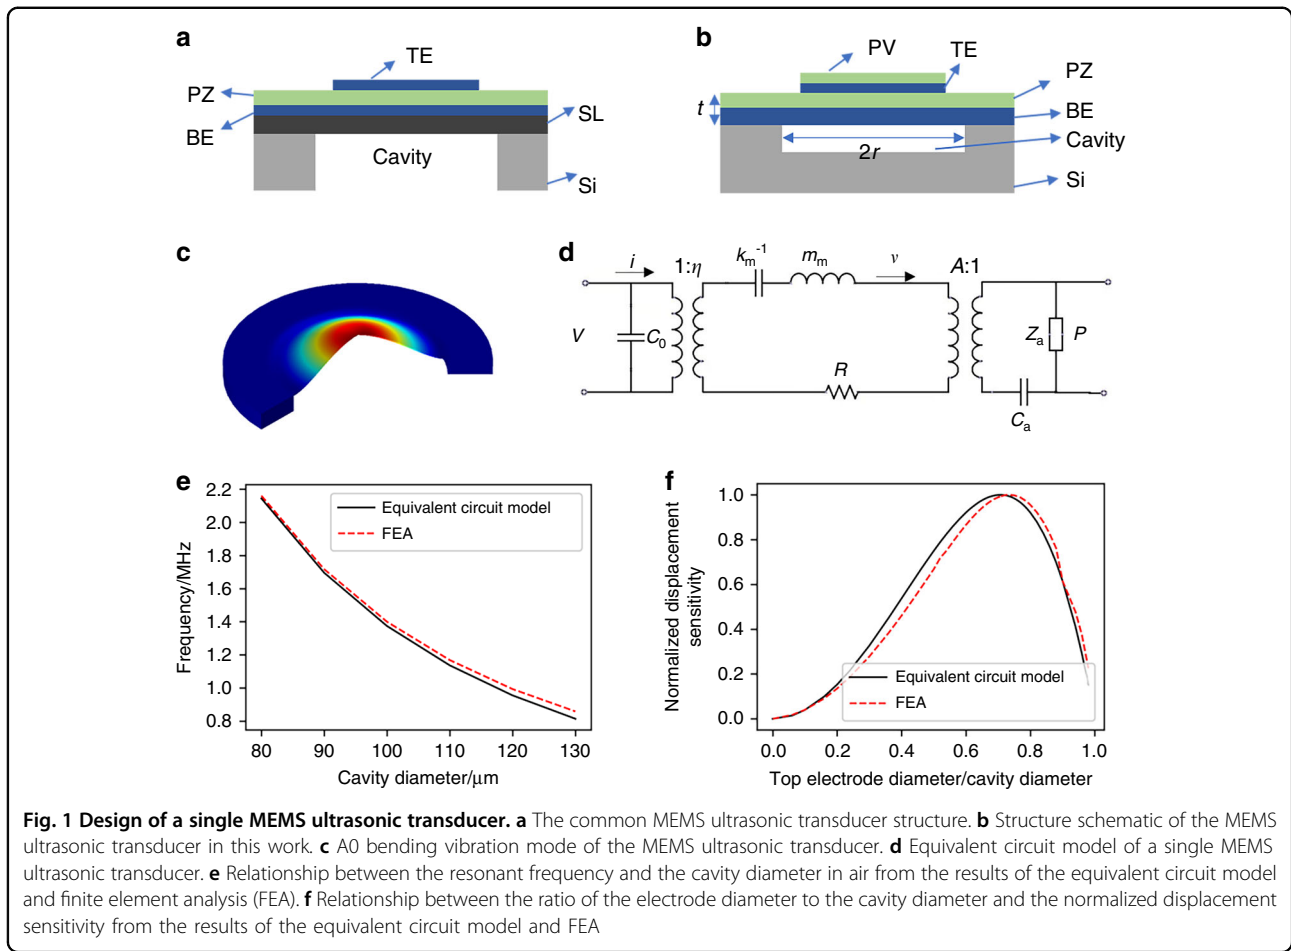 a
TE
PZ
BE
SL
Cavity
Si
b
PV
TE
PZ
t
BE
Cavity
2r
Si
c
d
i
1:η
kₘ⁻¹
mₘ
v
A:1
V
C₀
Zₐ
P
R
Cₐ
e
2.2
2.0
1.8
1.6
1.4
1.2
1.0
0.8
Frequency/MHz
Equivalent circuit model
FEA
80 90 100 110 120 130
Cavity diameter/μm
f
1.0
0.8
0.6
0.4
0.2
0.0
Normalized displacement
sensitivity
Equivalent circuit model
FEA
0.0 0.2 0.4 0.6 0.8 1.0
Top electrode diameter/cavity diameter
Fig. 1 Design of a single MEMS ultrasonic transducer. a The common MEMS ultrasonic transducer structure. b Structure schematic of the MEMS
ultrasonic transducer in this work. c A0 bending vibration mode of the MEMS ultrasonic transducer. d Equivalent circuit model of a single MEMS
ultrasonic transducer. e Relationship between the resonant frequency and the cavity diameter in air from the results of the equivalent circuit model
and finite element analysis (FEA). f Relationship between the ratio of the electrode diameter to the cavity diameter and the normalized displacement
sensitivity from the results of the equivalent circuit model and FEA